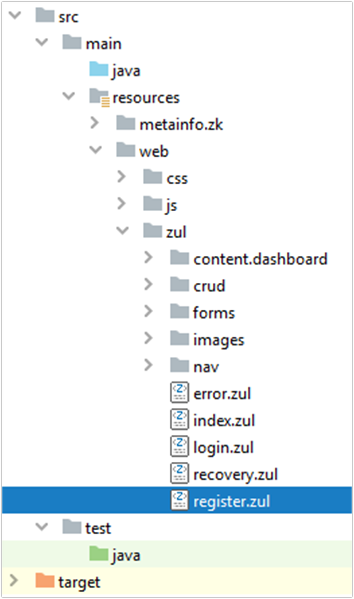 src
main
java
resources
metainfo.zk
web
css
js
zul
content.dashboard
crud
forms
images
nav
error.zul
index.zul
login.zul
recovery.zul
register.zul
test
java
target